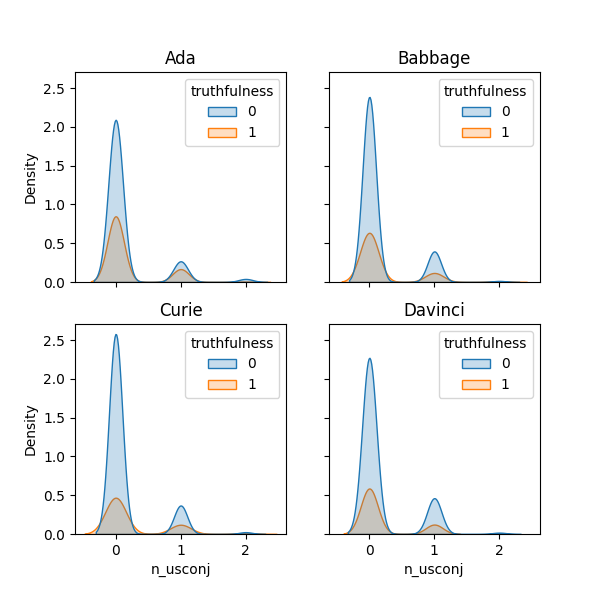 Ada
Babbage
2.5
2.0
1.5
1.0
0.5
0.0
Density
truthfulness
0
1
truthfulness
0
1
Curie
Davinci
2.5
2.0
1.5
1.0
0.5
0.0
Density
truthfulness
0
1
truthfulness
0
1
0 1 2
0 1 2
n_usconj
n_usconj